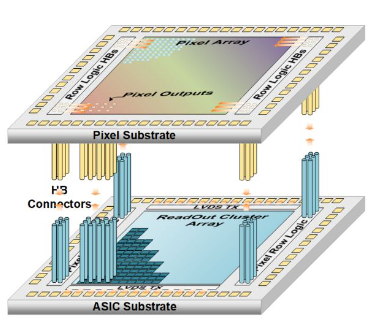 Pixel Array
Row Logic HBs
Row Logic HBs
Pixel Outputs
Pixel Substrate
HB
Connectors
LVDS TX
ReadOut Cluster
Array
Pixel Row Logic
LVDS TX
ASIC Substrate